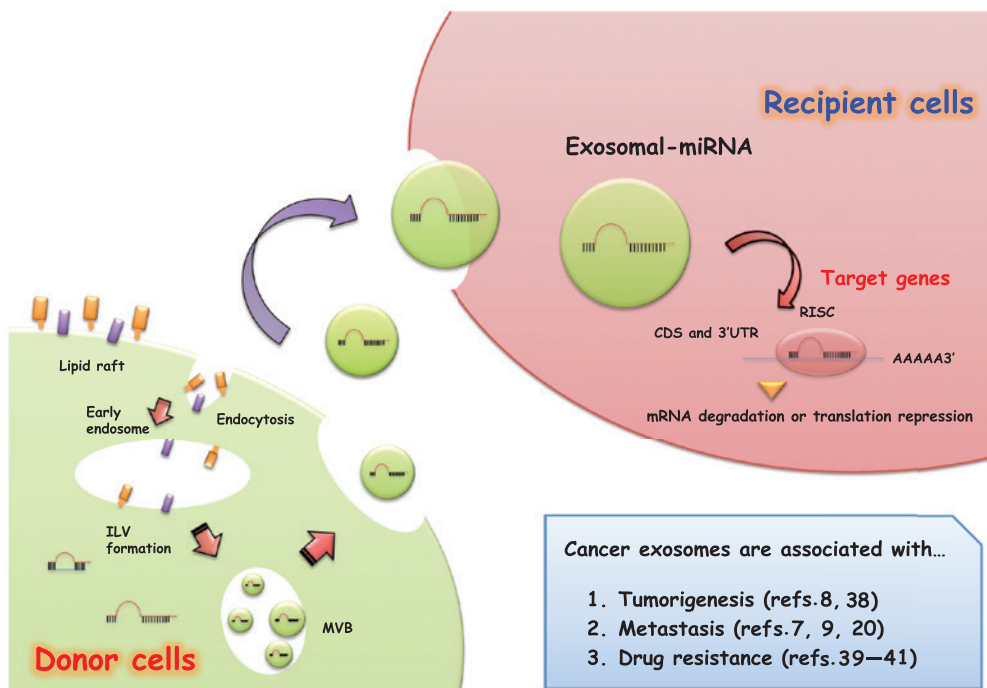 Recipient cells
Exosomal-miRNA
Target genes
RISC
CDS and 3'UTR
AAAAA3'
mRNA degradation or translation repression
Lipid raft
Early
endosome
Endocytosis
ILV
formation
MVB
Donor cells
Cancer exosomes are associated with…
1. Tumorigenesis (refs.8, 38)
2. Metastasis (refs.7, 9, 20)
3. Drug resistance (refs.39—41)